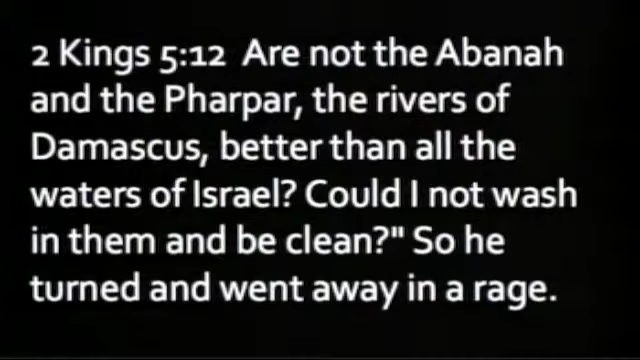 2 Kings 5:12  Are not the Abanah
and the Pharpar, the rivers of
Damascus, better than all the
waters of Israel? Could I not wash
in them and be clean?" So he
turned and went away in a rage.